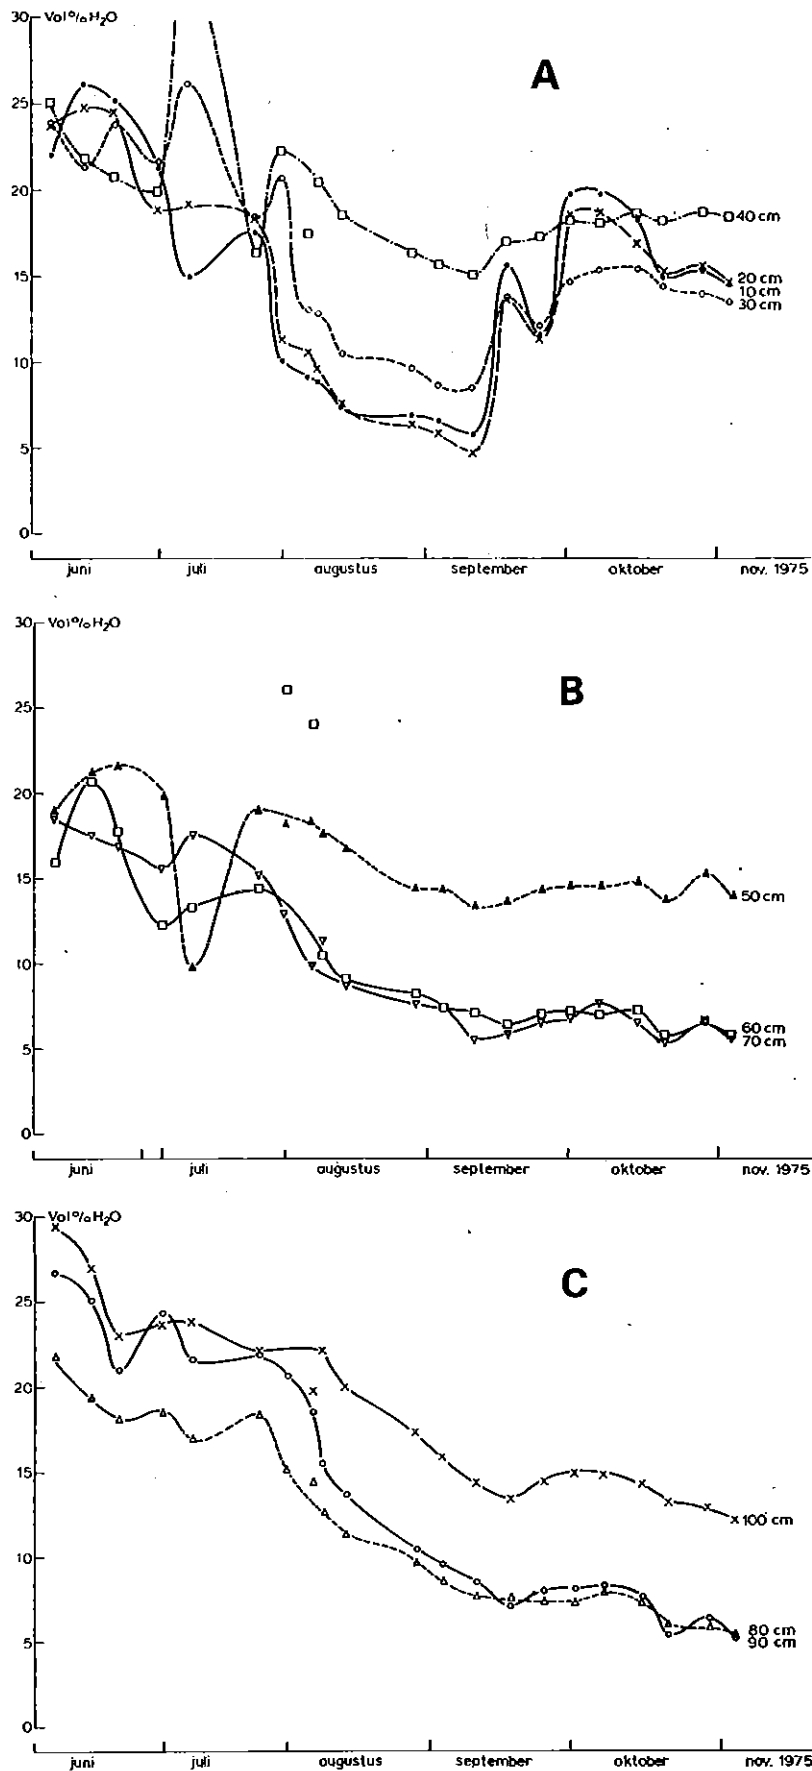 30 Vol%H₂O
A
25
20
40 cm
15
20 cm
10 cm
30 cm
10
5
0
juni juli augustus september oktober nov. 1975
30 Vol%H₂O
B
25
20
15
50 cm
10
60 cm
70 cm
5
0
juni juli augustus september oktober nov. 1975
30 Vol%H₂O
C
25
20
15
100 cm
10
80 cm
90 cm
5
0
juni juli augustus september oktober nov. 1975